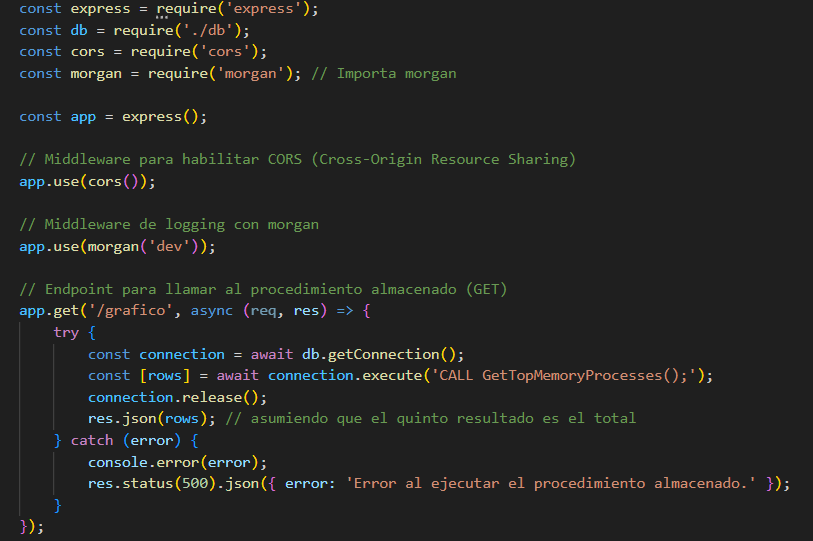 const express = require('express');
const db = require('./db');
const cors = require('cors');
const morgan = require('morgan'); // Importa morgan
const app = express();
// Middleware para habilitar CORS (Cross-Origin Resource Sharing)
app.use(cors());
// Middleware de logging con morgan
app.use(morgan('dev'));
// Endpoint para llamar al procedimiento almacenado (GET)
app.get('/grafico', async (req, res) => {
    try {
        const connection = await db.getConnection();
        const [rows] = await connection.execute('CALL GetTopMemoryProcesses();');
        connection.release();
        res.json(rows); // asumiendo que el quinto resultado es el total
    } catch (error) {
        console.error(error);
        res.status(500).json({ error: 'Error al ejecutar el procedimiento almacenado.' });
    }
});